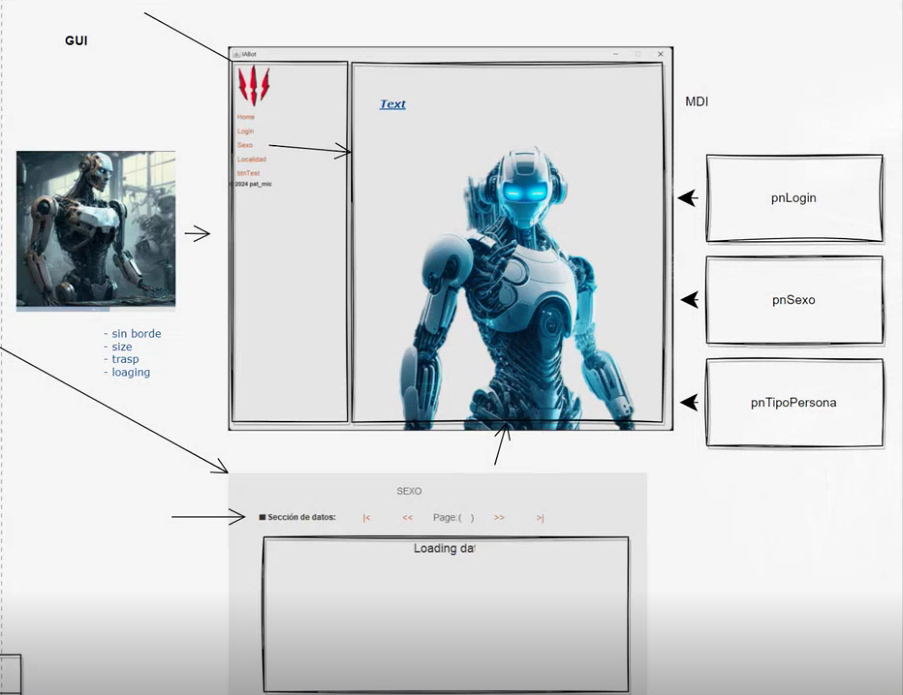 GUI
IABot
Text
MDI
Home
Login
Sexo
Localidad
btnText
© 2024 pat_mic
pnLogin
pnSexo
pnTipoPersona
- sin borde
- size
- trasp
- loaging
SEXO
Sección de datos: |< << Page:( ) >> >|
Loading da